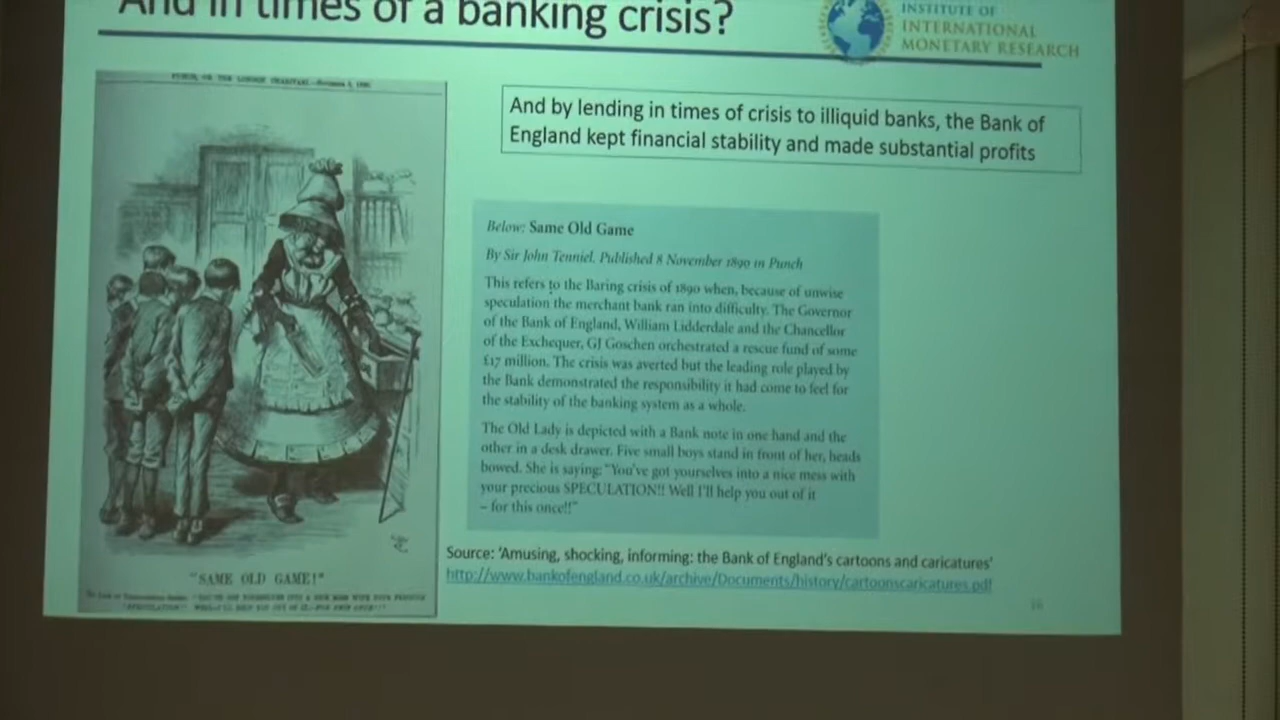 And in times of a banking crisis?
INSTITUTE OF
INTERNATIONAL
MONETARY RESEARCH
And by lending in times of crisis to illiquid banks, the Bank of
England kept financial stability and made substantial profits
PUNCH, OR THE LONDON CHARIVARI.—November 8, 1890.
Below: Same Old Game
By Sir John Tenniel. Published 8 November 1890 in Punch
This refers to the Baring crisis of 1890 when, because of unwise
speculation the merchant bank ran into difficulty. The Governor
of the Bank of England, William Lidderdale and the Chancellor
of the Exchequer, GJ Goschen orchestrated a rescue fund of some
£17 million. The crisis was averted but the leading role played by
the Bank demonstrated the responsibility it had come to feel for
the stability of the banking system as a whole.
The Old Lady is depicted with a Bank note in one hand and the
other in a desk drawer. Five small boys stand in front of her, heads
bowed. She is saying: "You've got yourselves into a nice mess with
your precious SPECULATION!! Well I'll help you out of it
– for this once!!"
"SAME OLD GAME!"
Source: 'Amusing, shocking, informing: the Bank of England's cartoons and caricatures'
http://www.bankofengland.co.uk/archive/Documents/history/cartoonscaricatures.pdf